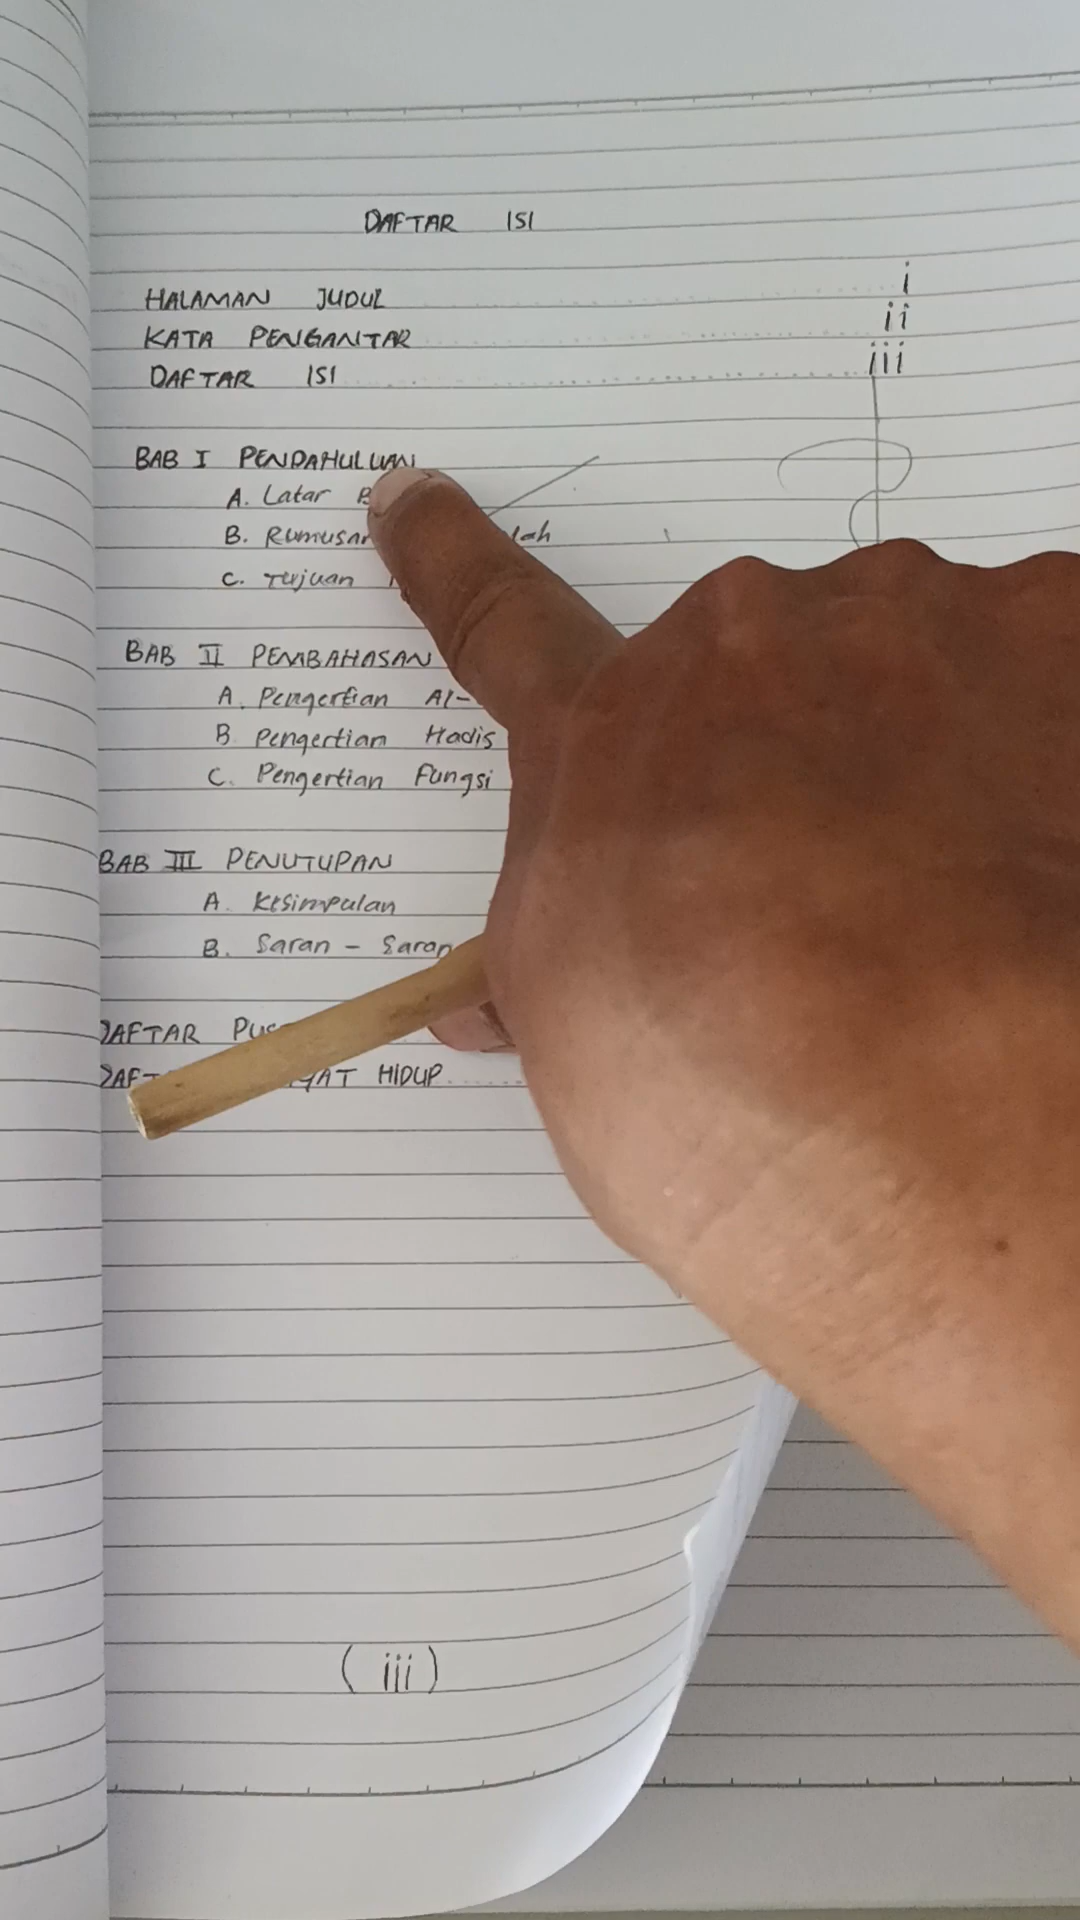 DAFTAR ISI
HALAMAN JUDUL i
KATA PENGANTAR ii
DAFTAR ISI iii
BAB I PENDAHULUAN
A. Latar
B.
C. Tujuan
BAB II PEMBAHASAN
A. Pengertian Al-
B. Pengertian Hadis
C. Pengertian Fungsi
BAB III PENUTUPAN
A. Kesimpulan
B. Saran - Saran
DAFTAR
HIDUP
( iii )